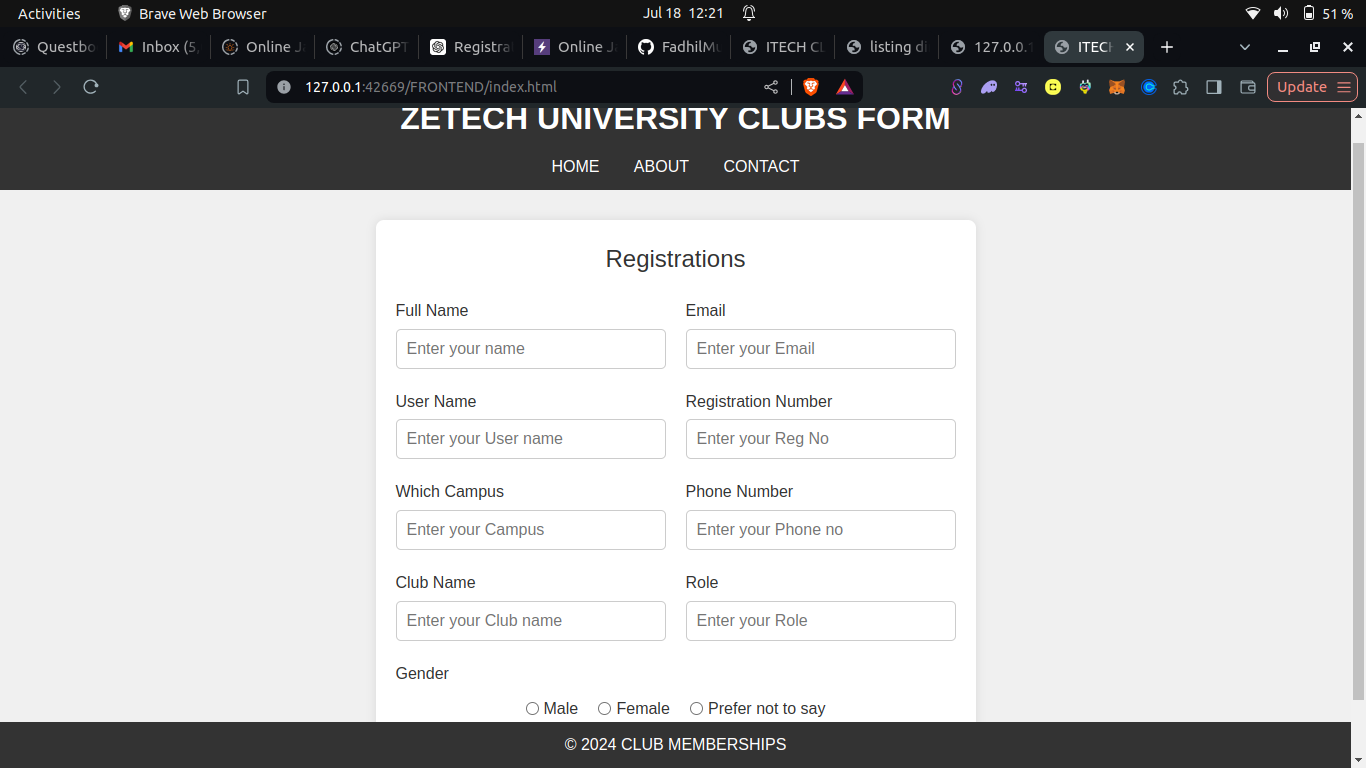 Activities Brave Web Browser Jul 18 12:21 51 %
Questbo Inbox (5, Online J ChatGPT Registra Online J FadhilMu ITECH CL listing di 127.0.0.1 ITECH
127.0.0.1:42669/FRONTEND/index.html Update
ZETECH UNIVERSITY CLUBS FORM
HOME ABOUT CONTACT
Registrations
Full Name Email
Enter your name Enter your Email
User Name Registration Number
Enter your User name Enter your Reg No
Which Campus Phone Number
Enter your Campus Enter your Phone no
Club Name Role
Enter your Club name Enter your Role
Gender
Male Female Prefer not to say
© 2024 CLUB MEMBERSHIPS